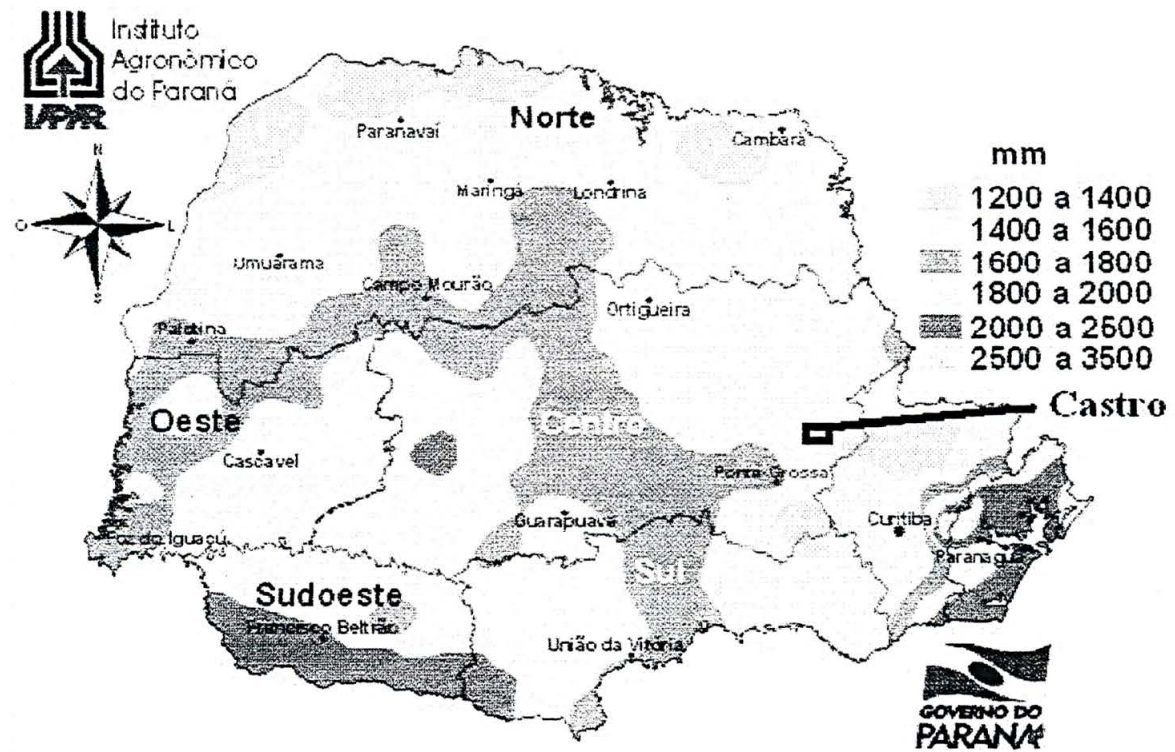 Instituto
Agronômico
do Paraná
IAPAR
N
O
L
S
Norte
Paranavaí
Cambará
Maringá
Londrina
Umuarama
Campo Mourão
Ortigueira
Palotina
mm
1200 a 1400
1400 a 1600
1600 a 1800
1800 a 2000
2000 a 2500
2500 a 3500
Castro
Oeste
Centro
Cascavel
Ponta Grossa
Guarapuava
Curitiba
Foz do Iguaçú
Paranaguá
Sul
Sudoeste
Francisco Beltrão
União da Vitória
GOVERNO DO
PARANÁ